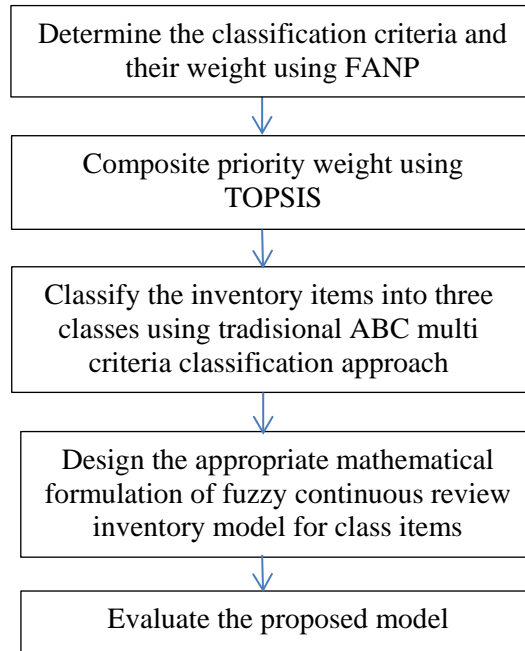 Determine the classification criteria and
their weight using FANP
Composite priority weight using
TOPSIS
Classify the inventory items into three
classes using tradisional ABC multi
criteria classification approach
Design the appropriate mathematical
formulation of fuzzy continuous review
inventory model for class items
Evaluate the proposed model